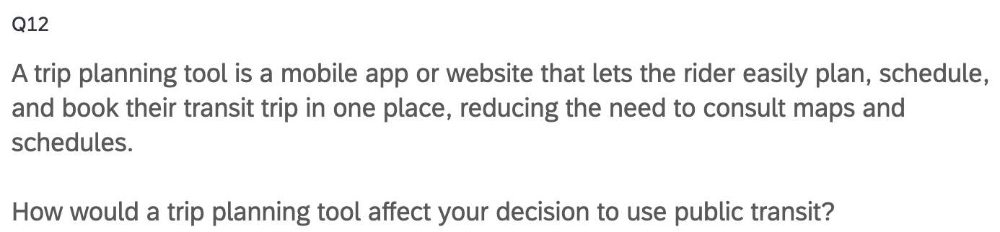 Q12
A trip planning tool is a mobile app or website that lets the rider easily plan, schedule,
and book their transit trip in one place, reducing the need to consult maps and
schedules.
How would a trip planning tool affect your decision to use public transit?